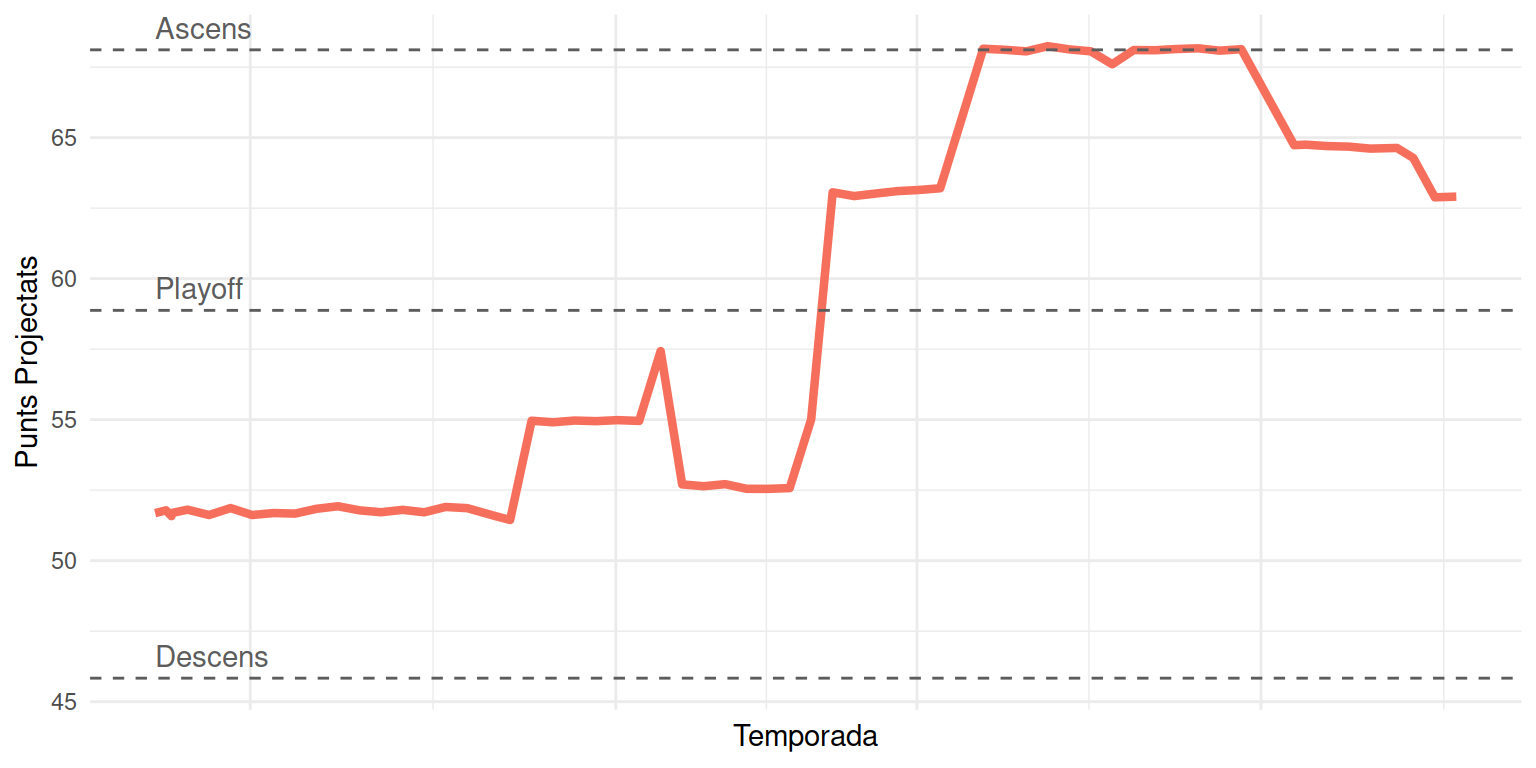 Ascens
65
60
Playoff
Punts Projectats
55
50
Descens
45
Temporada